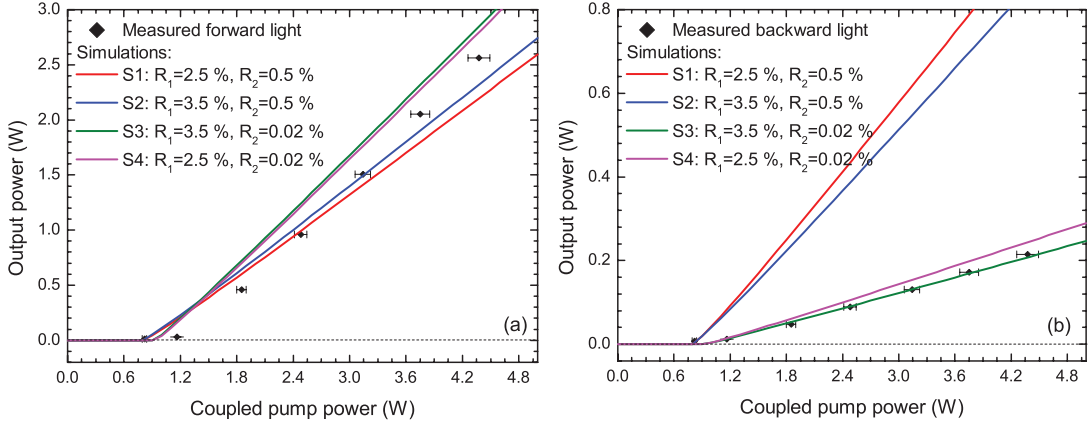 3.0
2.5
2.0
1.5
1.0
0.5
0.0
Output power (W)
Measured forward light
Simulations:
S1: R1=2.5 %, R2=0.5 %
S2: R1=3.5 %, R2=0.5 %
S3: R1=3.5 %, R2=0.02 %
S4: R1=2.5 %, R2=0.02 %
(a)
0.0 0.6 1.2 1.8 2.4 3.0 3.6 4.2 4.8
Coupled pump power (W)
0.8
0.6
0.4
0.2
0.0
Output power (W)
Measured backward light
Simulations:
S1: R1=2.5 %, R2=0.5 %
S2: R1=3.5 %, R2=0.5 %
S3: R1=3.5 %, R2=0.02 %
S4: R1=2.5 %, R2=0.02 %
(b)
0.0 0.6 1.2 1.8 2.4 3.0 3.6 4.2 4.8
Coupled pump power (W)